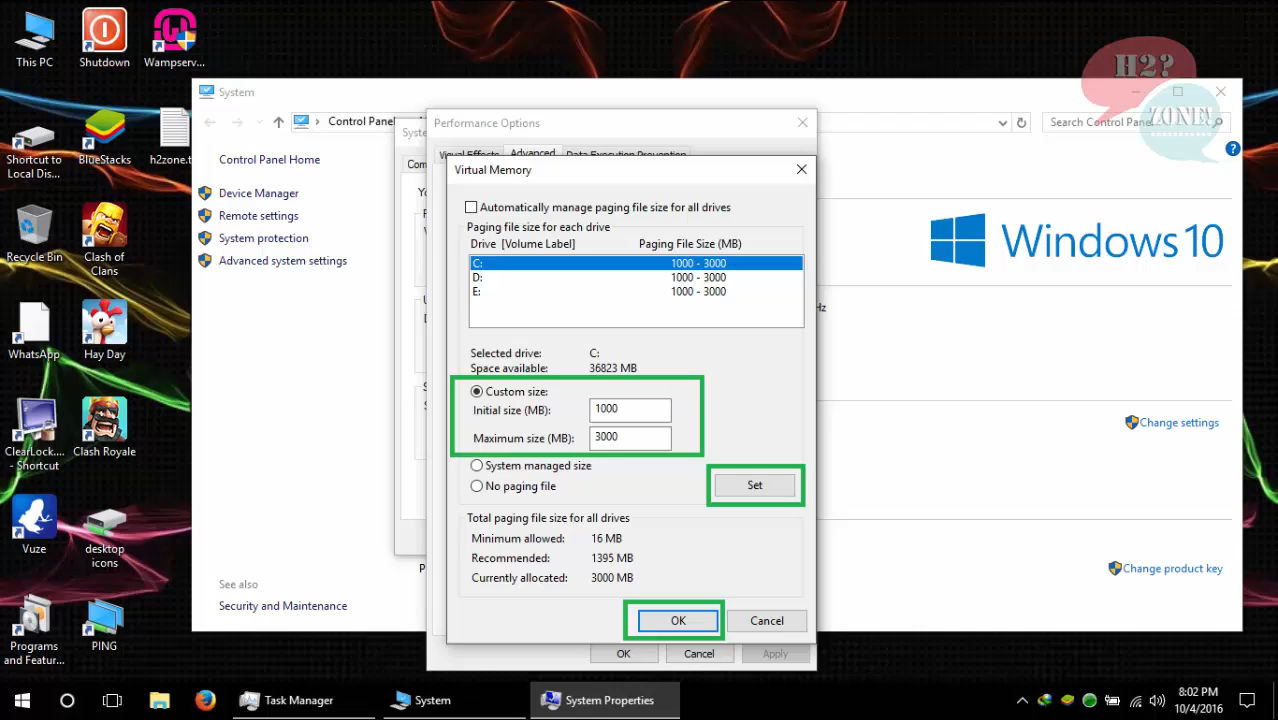 This PC
Shutdown
Wampserv...
Shortcut to
Local Dis...
BlueStacks
h2zone.t
Recycle Bin
Clash of
Clans
WhatsApp
Hay Day
ClearLock....
- Shortcut
Clash Royale
Vuze
desktop
icons
Programs
and Featur...
PING
H2?
ZONE!
System
Control Panel
Search Control Pane
Control Panel Home
Device Manager
Remote settings
System protection
Advanced system settings
See also
Security and Maintenance
Windows 10
Hz
Change settings
Change product key
Syste
Com
Performance Options
Visual Effects
Advanced
Data Execution Prevention
Virtual Memory
Automatically manage paging file size for all drives
Paging file size for each drive
Drive [Volume Label] Paging File Size (MB)
C: 1000 - 3000
D: 1000 - 3000
E: 1000 - 3000
Selected drive: C:
Space available: 36823 MB
Custom size:
Initial size (MB): 1000
Maximum size (MB): 3000
System managed size
No paging file
Set
Total paging file size for all drives
Minimum allowed: 16 MB
Recommended: 1395 MB
Currently allocated: 3000 MB
OK Cancel
OK Cancel Apply
Task Manager
System
System Properties
8:02 PM
10/4/2016